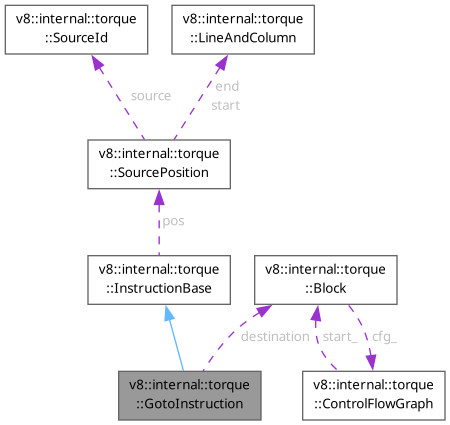 v8::internal::torque
::SourceId
v8::internal::torque
::LineAndColumn
source
end
start
v8::internal::torque
::SourcePosition
pos
v8::internal::torque
::InstructionBase
v8::internal::torque
::Block
destination
start_
cfg_
v8::internal::torque
::GotoInstruction
v8::internal::torque
::ControlFlowGraph